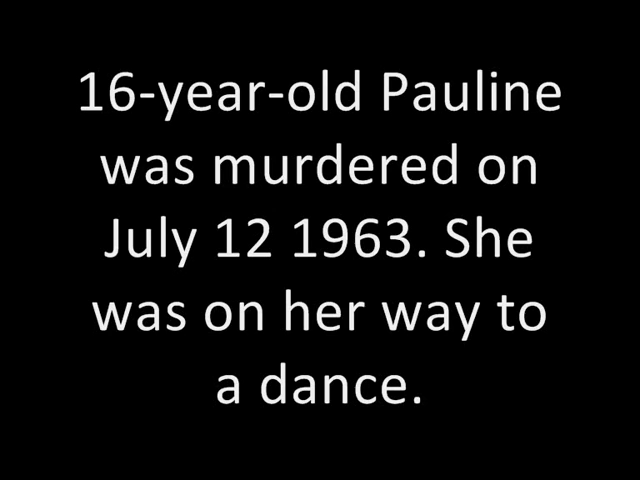 16-year-old Pauline
was murdered on
July 12 1963. She
was on her way to
a dance.